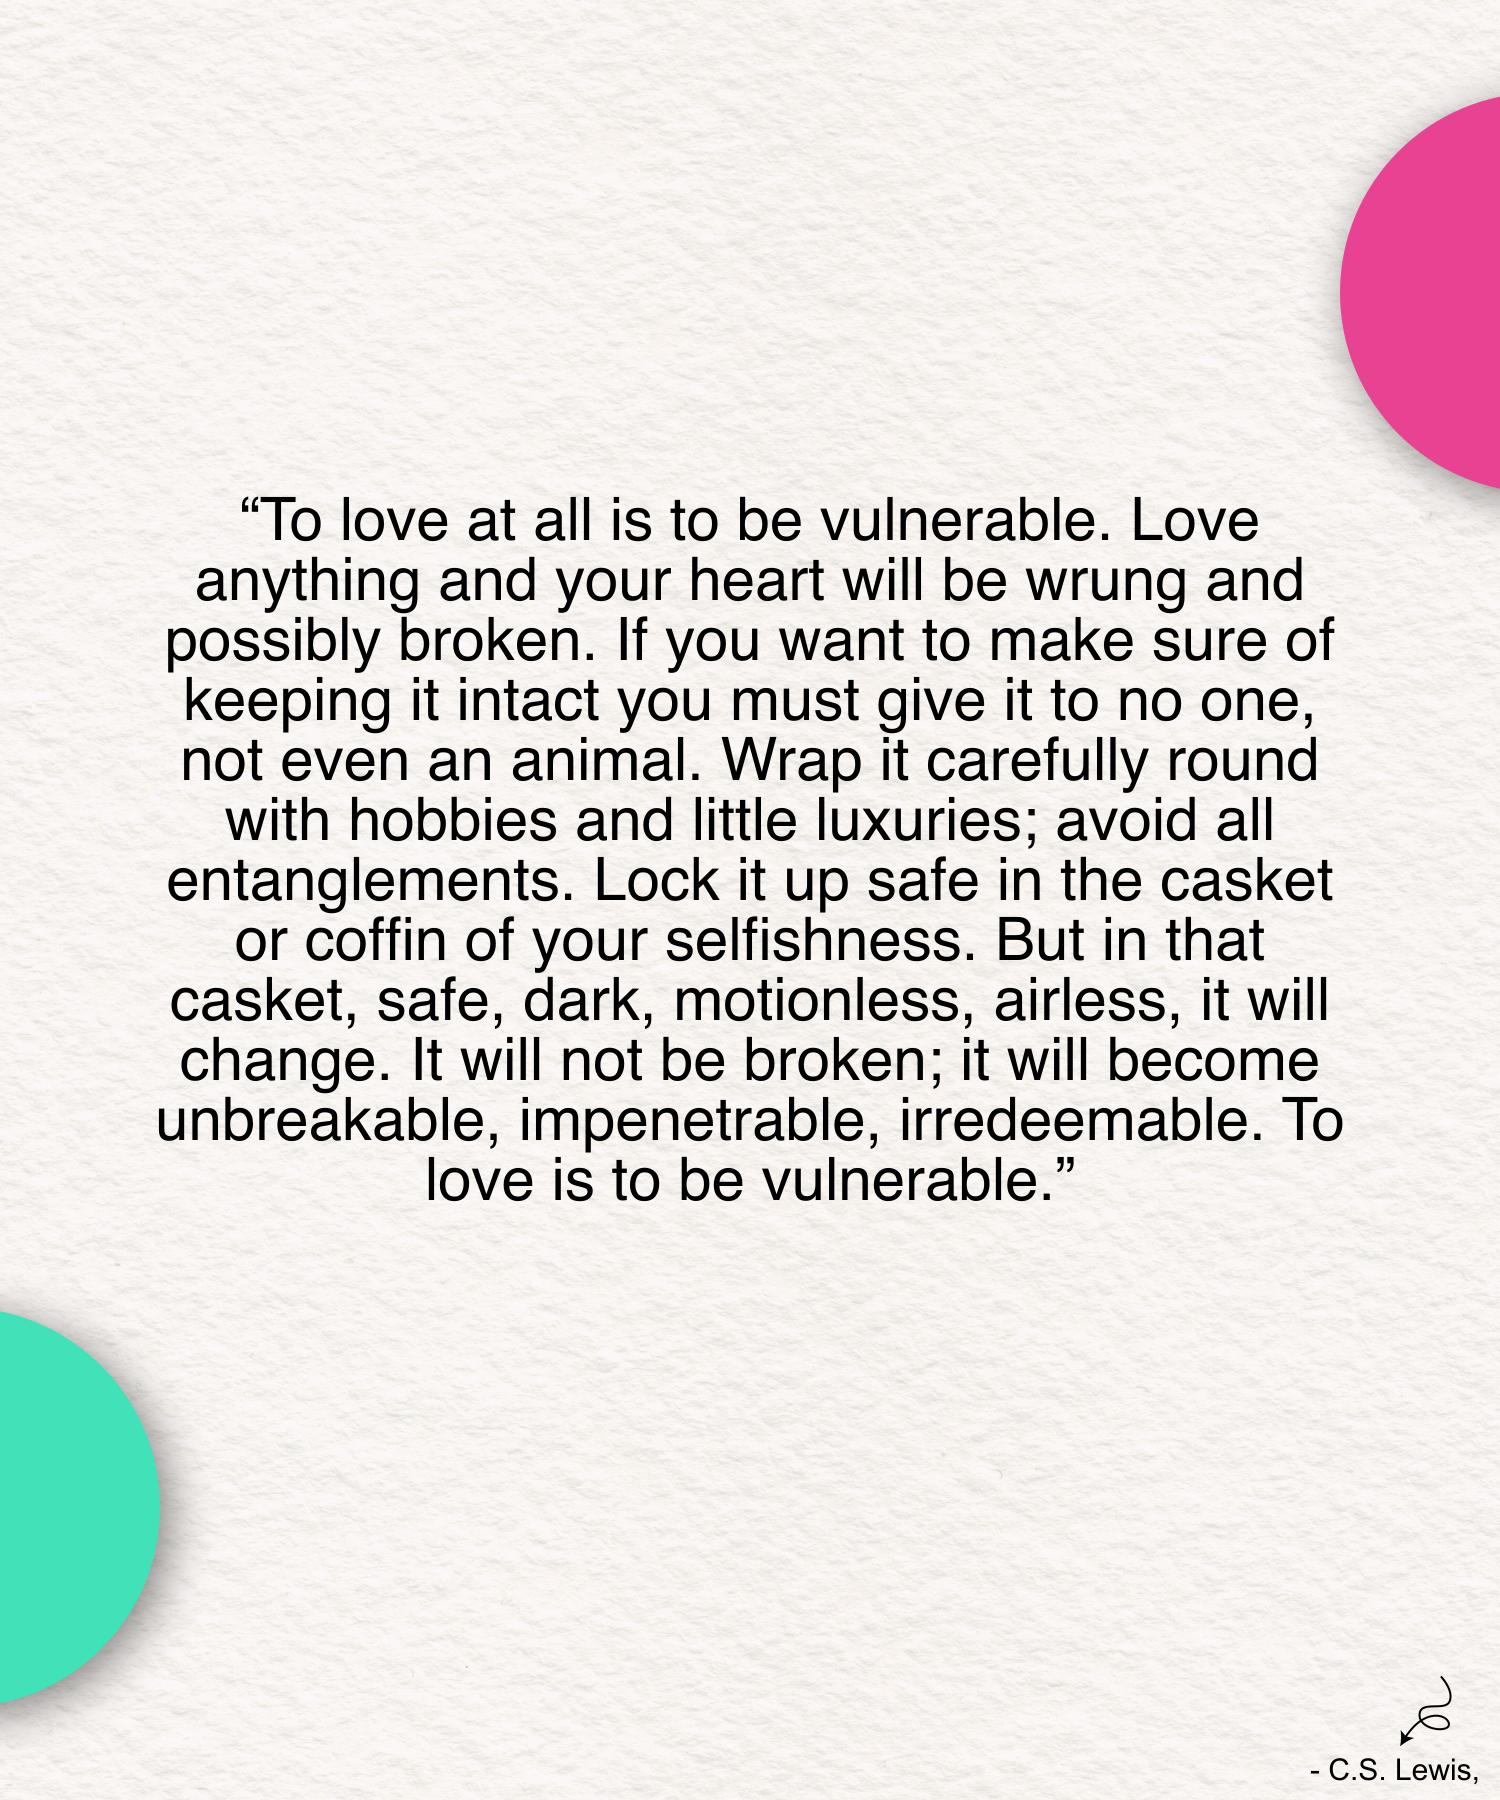 “To love at all is to be vulnerable. Love
anything and your heart will be wrung and
possibly broken. If you want to make sure of
keeping it intact you must give it to no one,
not even an animal. Wrap it carefully round
with hobbies and little luxuries; avoid all
entanglements. Lock it up safe in the casket
or coffin of your selfishness. But in that
casket, safe, dark, motionless, airless, it will
change. It will not be broken; it will become
unbreakable, impenetrable, irredeemable. To
love is to be vulnerable.”
- C.S. Lewis,